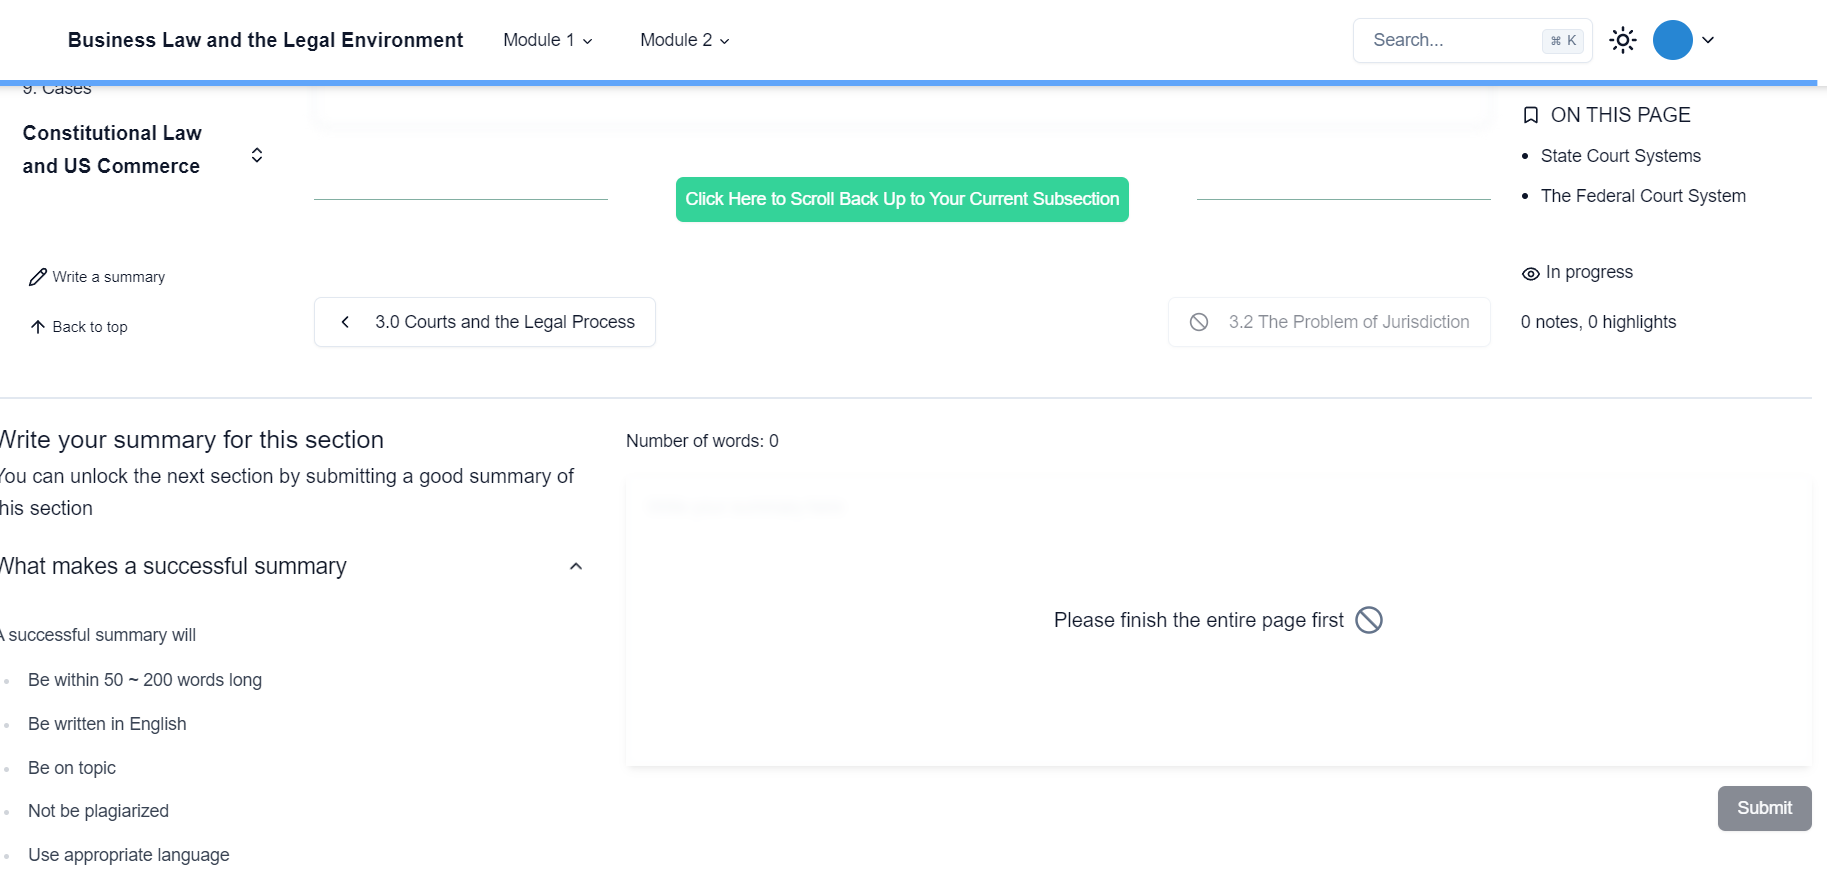 Business Law and the Legal Environment
Module 1
Module 2
Search...
⌘ K
9. Cases
Constitutional Law
and US Commerce
Write a summary
Back to top
Click Here to Scroll Back Up to Your Current Subsection
3.0 Courts and the Legal Process
3.2 The Problem of Jurisdiction
ON THIS PAGE
• State Court Systems
• The Federal Court System
In progress
0 notes, 0 highlights
Write your summary for this section
You can unlock the next section by submitting a good summary of
this section
What makes a successful summary
A successful summary will
• Be within 50 ~ 200 words long
• Be written in English
• Be on topic
• Not be plagiarized
• Use appropriate language
Number of words: 0
Please finish the entire page first
Submit